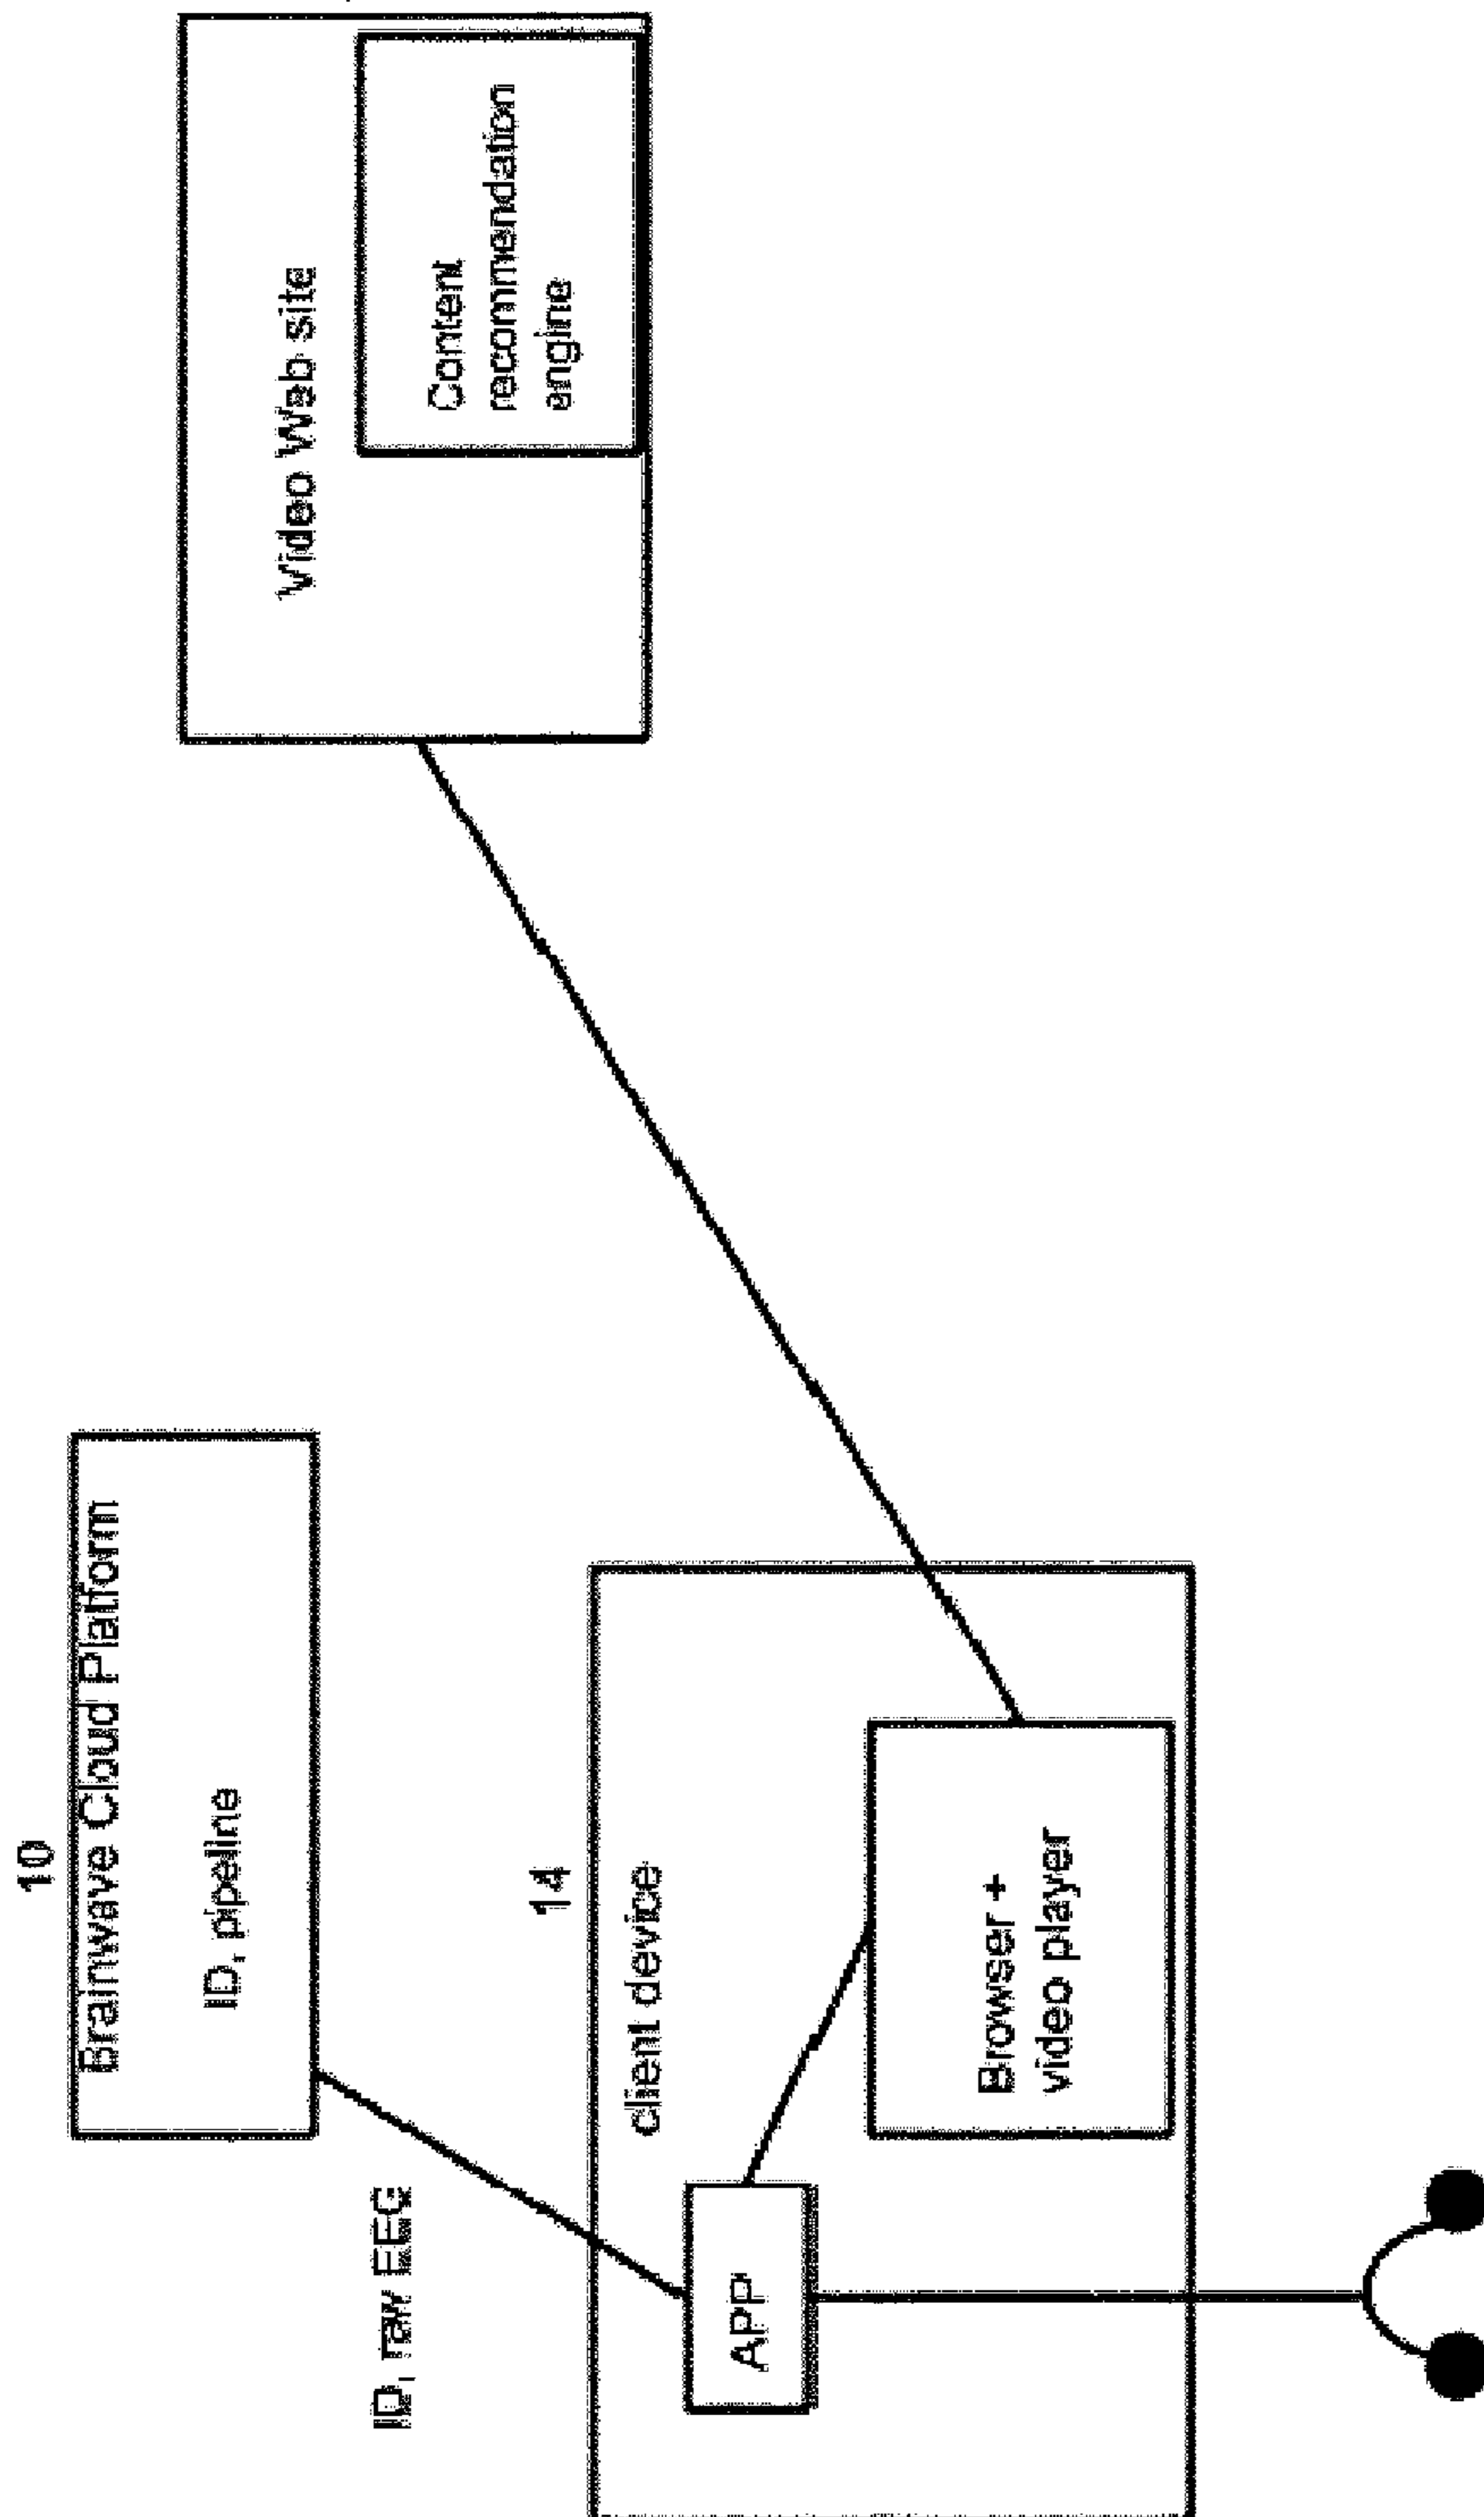 10
Brainwave Cloud Platform
ID, pipeline
ID, raw EEG
14
client device
APP
Browser +
video player
Video Web site
Content
recommendation
engine